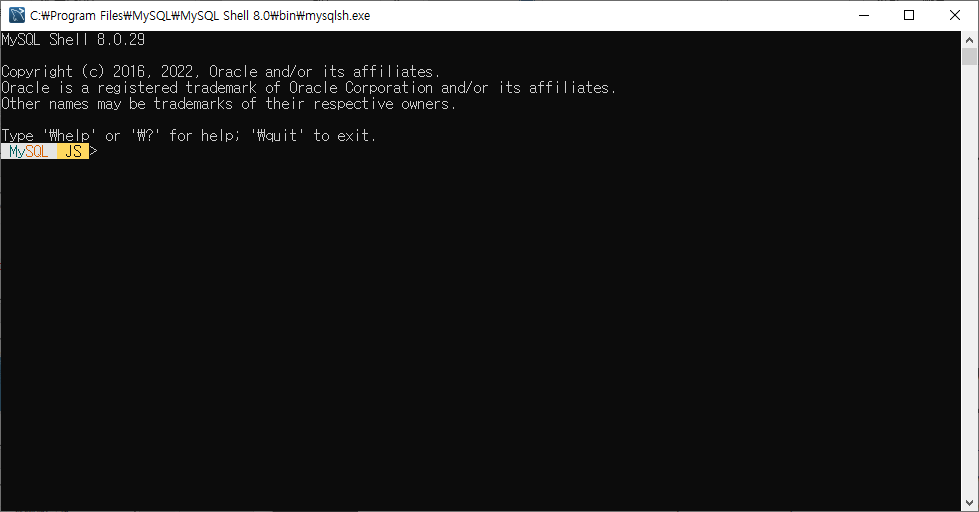 C:₩Program Files₩MySQL₩MySQL Shell 8.0₩bin₩mysqlsh.exe
MySQL Shell 8.0.29
Copyright (c) 2016, 2022, Oracle and/or its affiliates.
Oracle is a registered trademark of Oracle Corporation and/or its affiliates.
Other names may be trademarks of their respective owners.
Type '₩help' or '₩?' for help; '₩quit' to exit.
MySQL JS >